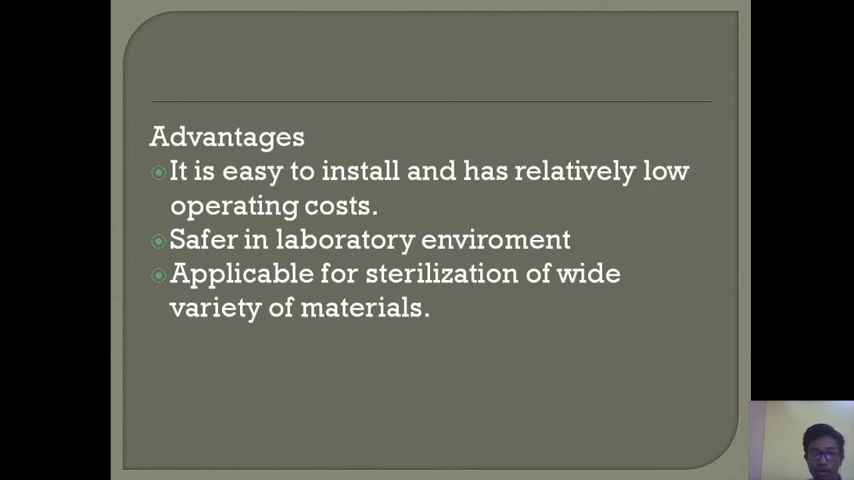 Advantages
It is easy to install and has relatively low
operating costs.
Safer in laboratory enviroment
Applicable for sterilization of wide
variety of materials.